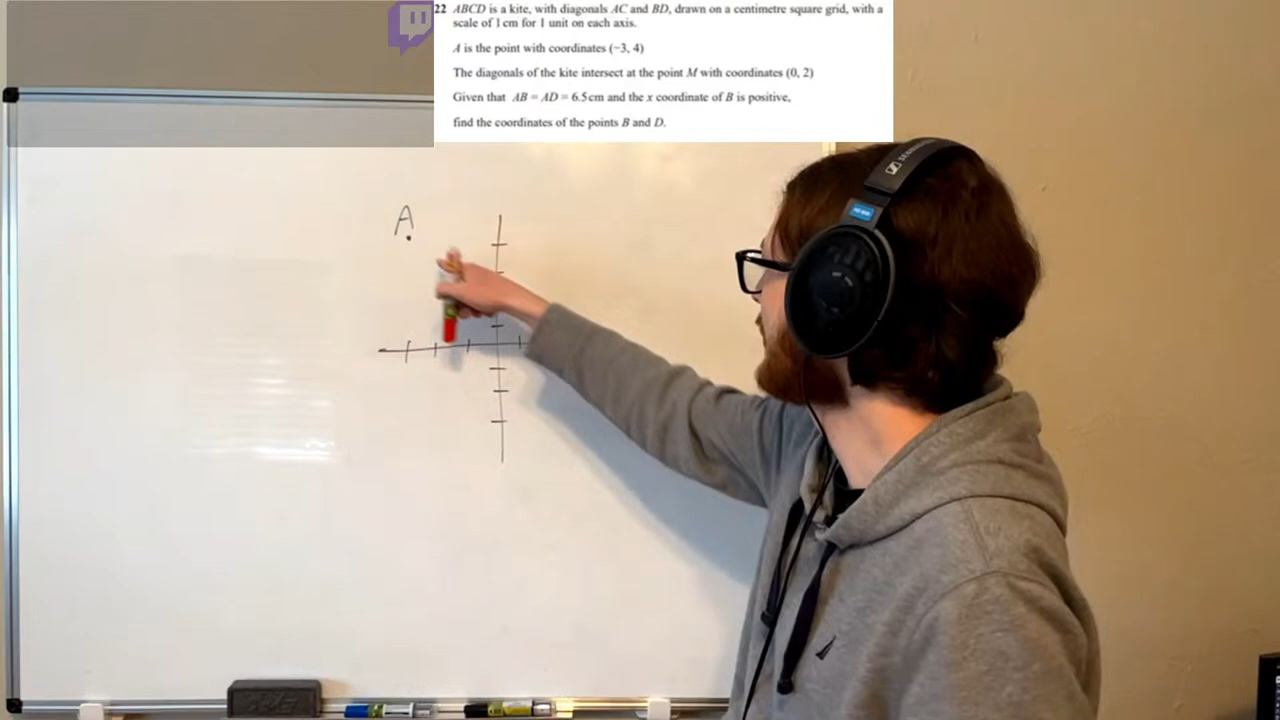 22 ABCD is a kite, with diagonals AC and BD, drawn on a centimetre square grid, with a
scale of 1 cm for 1 unit on each axis.
A is the point with coordinates (−3, 4)
The diagonals of the kite intersect at the point M with coordinates (0, 2)
Given that AB = AD = 6.5 cm and the x coordinate of B is positive,
find the coordinates of the points B and D.
A